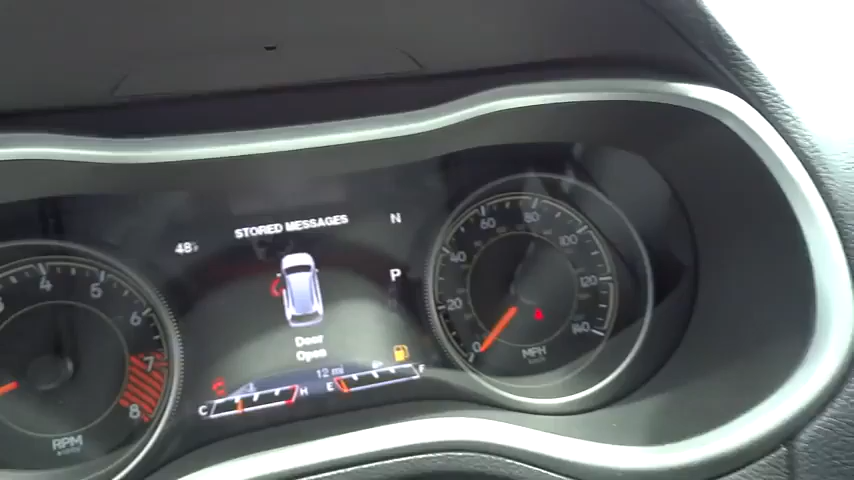 STORED MESSAGES
N
48°F
P
Door
Open
12 mi
C H
E F
4 5 6 7 8
RPM
0 20 40 60 80 100 120 140
MPH